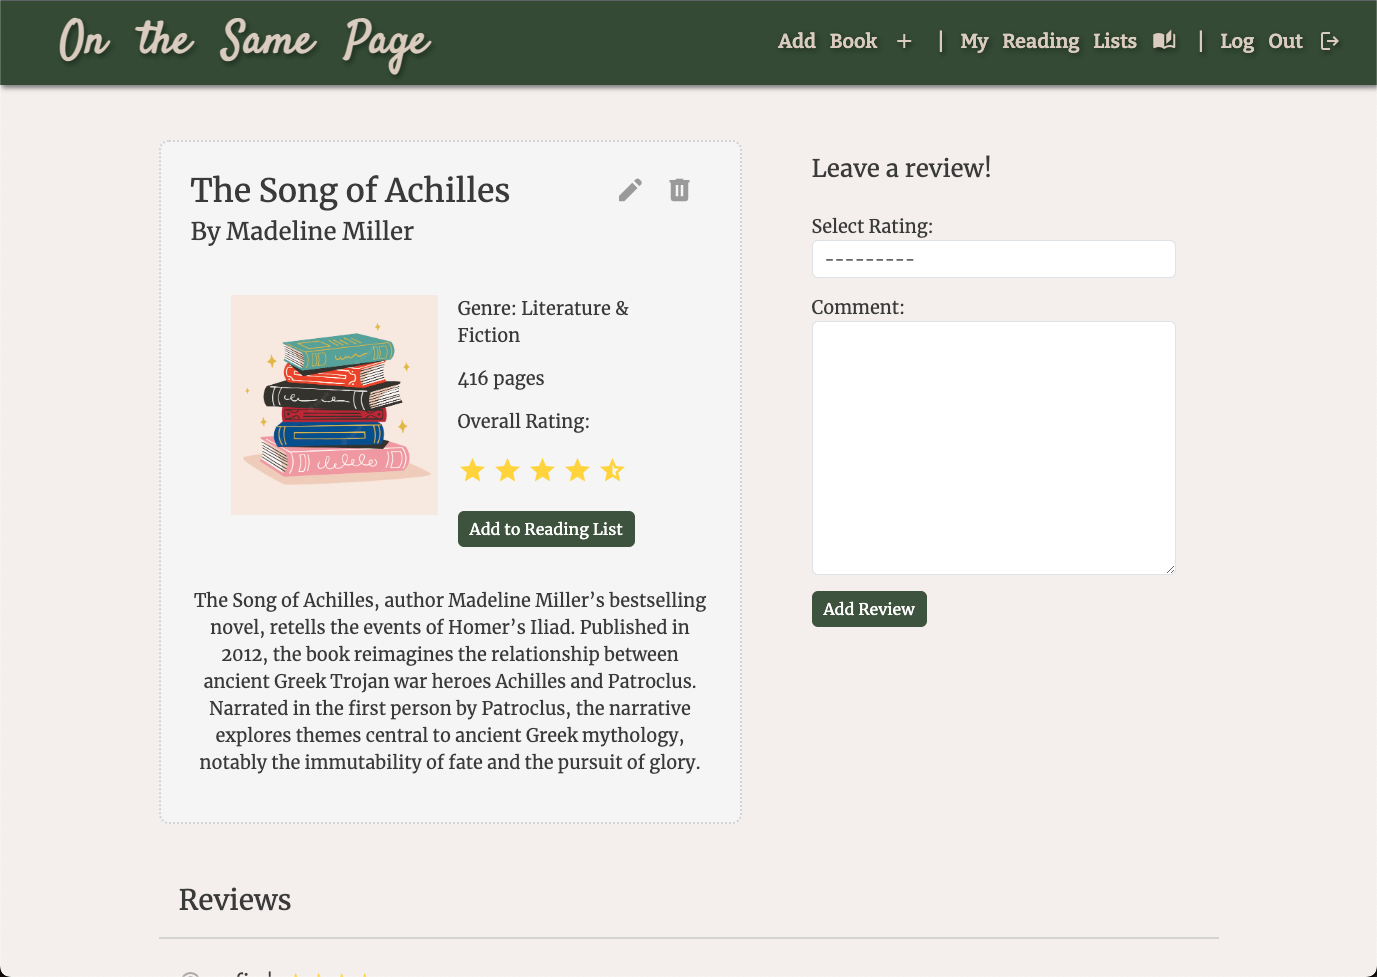 On the Same Page
Add Book + | My Reading Lists | Log Out
The Song of Achilles
By Madeline Miller
Genre: Literature &
Fiction
416 pages
Overall Rating:
Add to Reading List
The Song of Achilles, author Madeline Miller’s bestselling
novel, retells the events of Homer’s Iliad. Published in
2012, the book reimagines the relationship between
ancient Greek Trojan war heroes Achilles and Patroclus.
Narrated in the first person by Patroclus, the narrative
explores themes central to ancient Greek mythology,
notably the immutability of fate and the pursuit of glory.
Leave a review!
Select Rating:
---------
Comment:
Add Review
Reviews